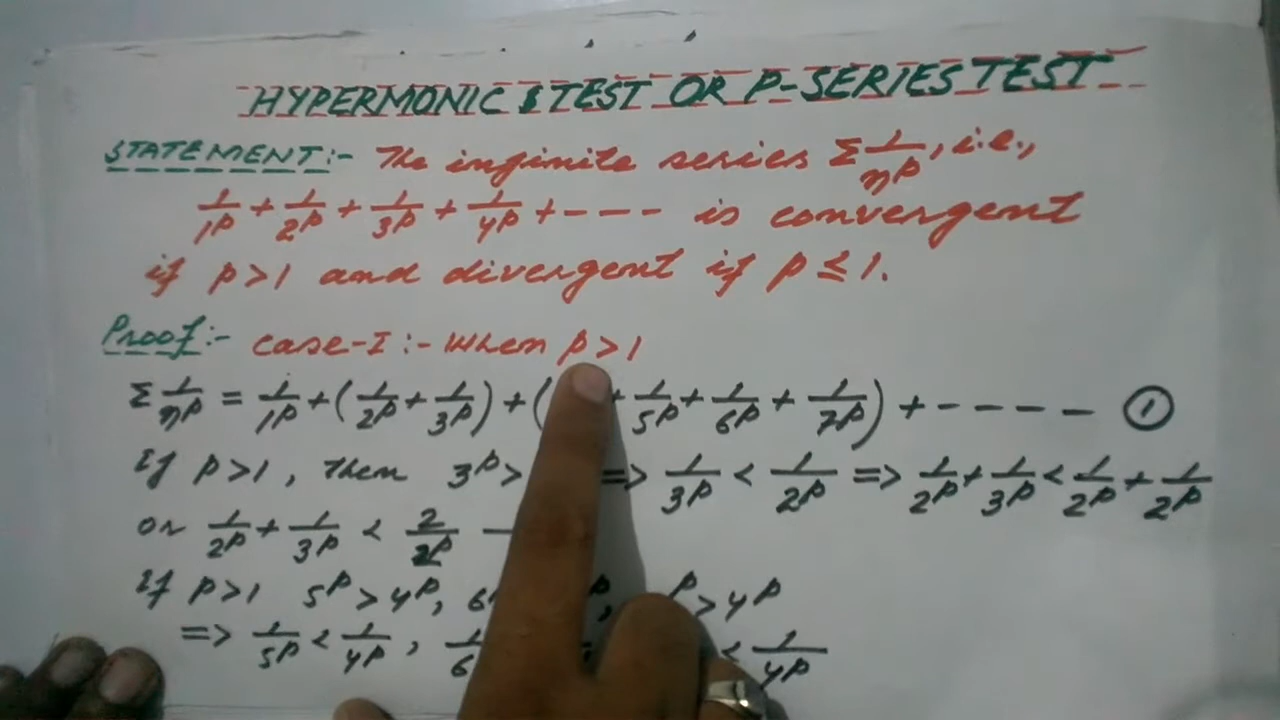 HYPERMONIC TEST OR P-SERIES TEST
STATEMENT:- The infinite series Σ 1/n^p, i.e.,
1/1^p + 1/2^p + 1/3^p + 1/4^p + ---- is convergent
if p > 1 and divergent if p ≤ 1.
Proof:- Case-I:- When p > 1
Σ 1/n^p = 1/1^p + (1/2^p + 1/3^p) + ( + 1/5^p + 1/6^p + 1/7^p) + ----- ①
If p > 1, then 3^p > => 1/3^p < 1/2^p => 1/2^p + 1/3^p < 1/2^p + 1/2^p
or 1/2^p + 1/3^p < 2/2^p —
If p > 1 5^p > 4^p, 6 p, p > 4^p
=> 1/5^p < 1/4^p, 1/6 < 1/4^p